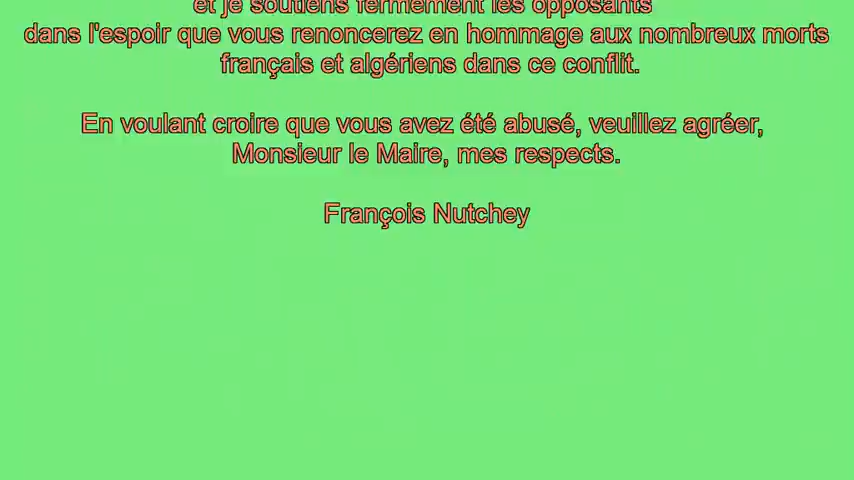 et je soutiens fermement les opposants
dans l'espoir que vous renoncerez en hommage aux nombreux morts
français et algériens dans ce conflit.
En voulant croire que vous avez été abusé, veuillez agréer,
Monsieur le Maire, mes respects.
François Nutchey